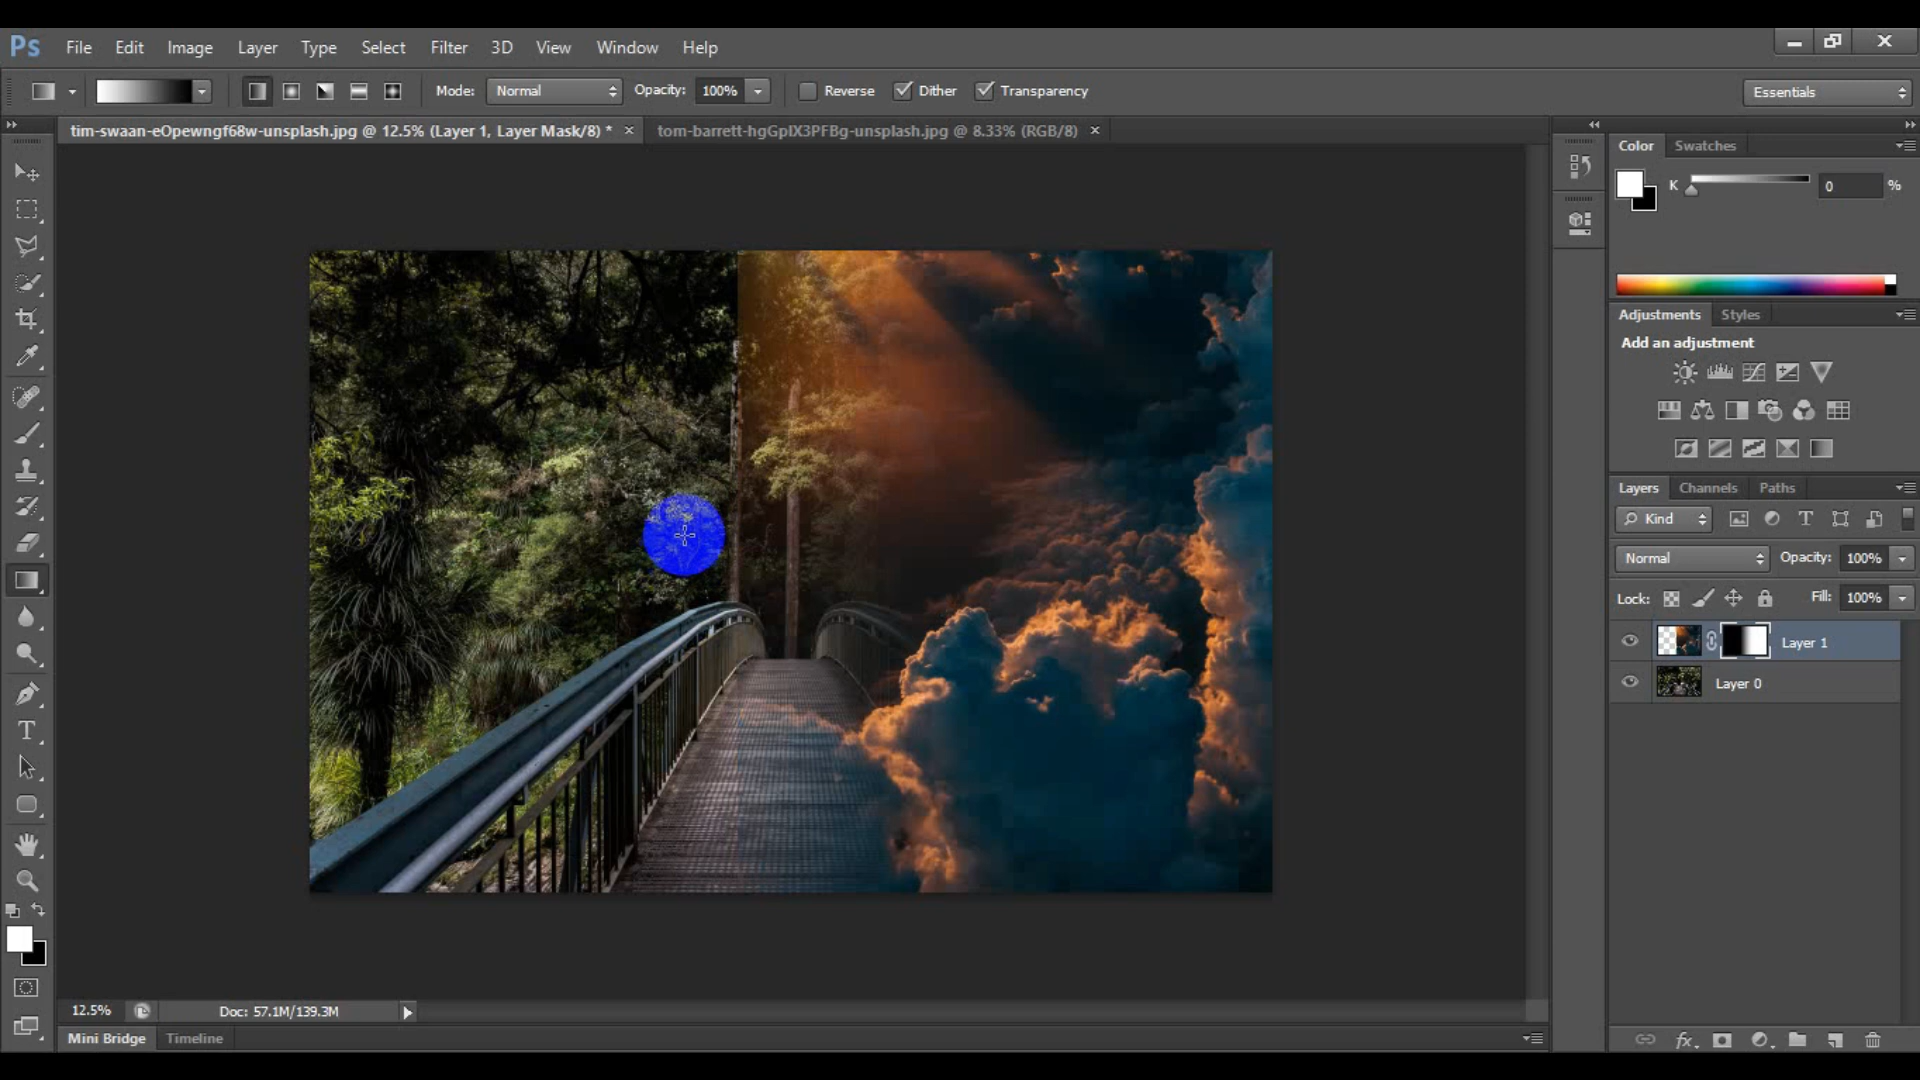 Ps File Edit Image Layer Type Select Filter 3D View Window Help
Mode: Normal Opacity: 100% Reverse Dither Transparency Essentials
tim-swaan-eOpewngf68w-unsplash.jpg @ 12.5% (Layer 1, Layer Mask/8) * × tom-barrett-hgGplX3PFBg-unsplash.jpg @ 8.33% (RGB/8) ×
Color Swatches
K 0 %
Adjustments Styles
Add an adjustment
Layers Channels Paths
Kind T
Normal Opacity: 100%
Lock: Fill: 100%
Layer 1
Layer 0
T
12.5% Doc: 57.1M/139.3M
Mini Bridge Timeline
fx